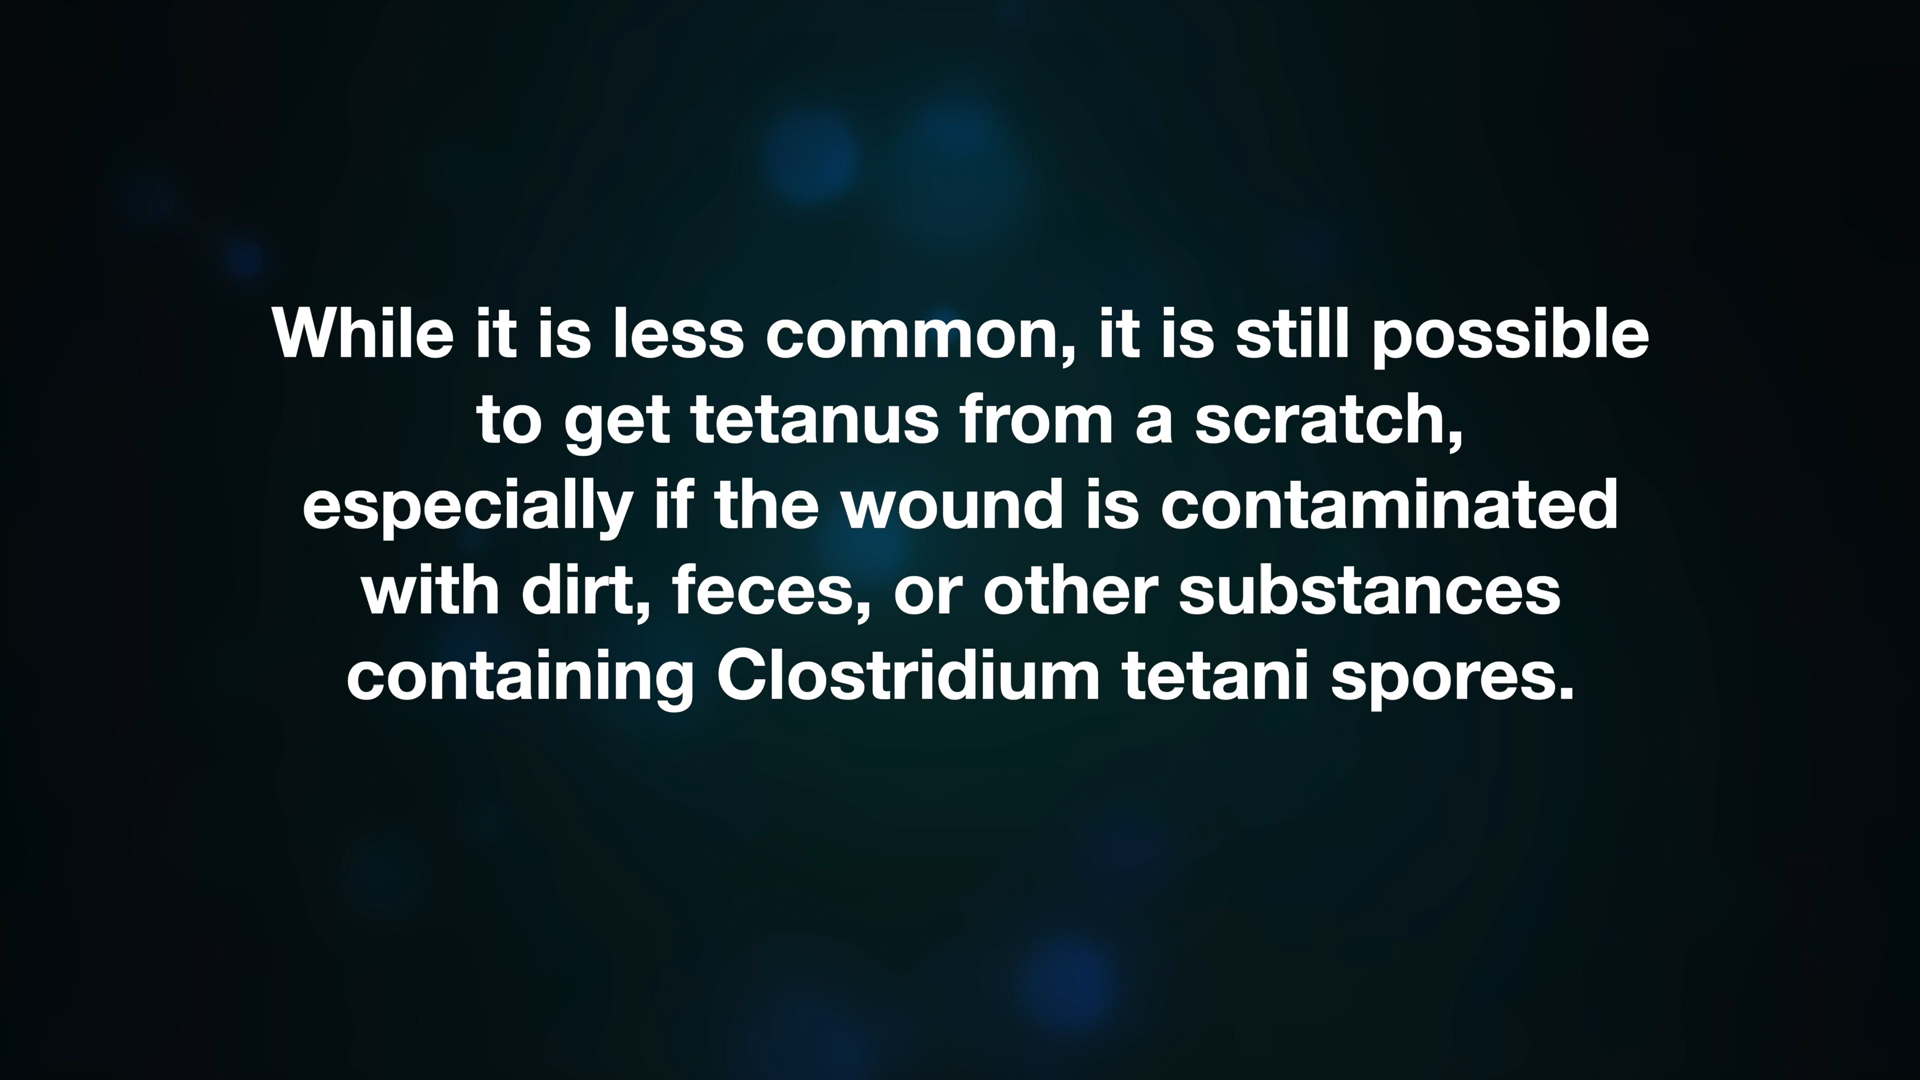 While it is less common, it is still possible
to get tetanus from a scratch,
especially if the wound is contaminated
with dirt, feces, or other substances
containing Clostridium tetani spores.